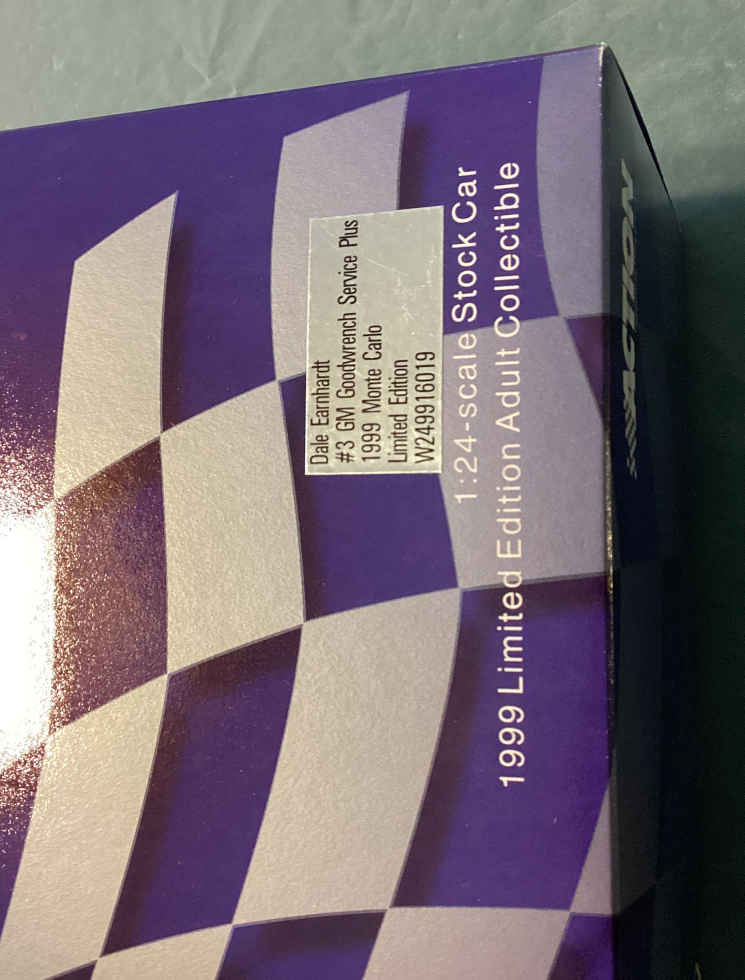 Dale Earnhardt
#3 GM Goodwrench Service Plus
1999 Monte Carlo
Limited Edition
W249916019
1:24-scale Stock Car
1999 Limited Edition Adult Collectible
ACTION